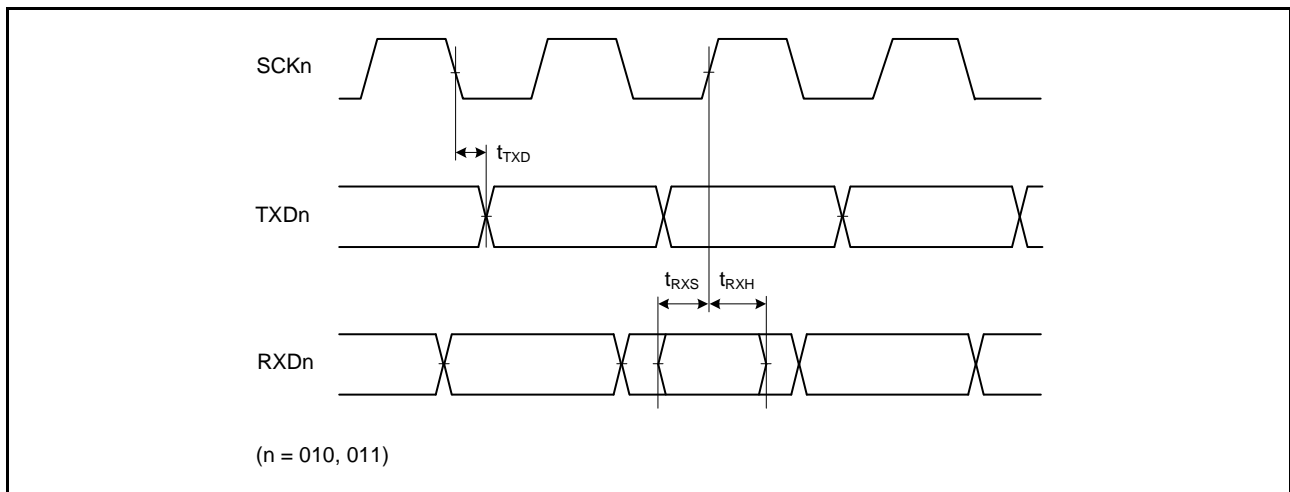 SCKn
tTXD
TXDn
tRXS tRXH
RXDn
(n = 010, 011)